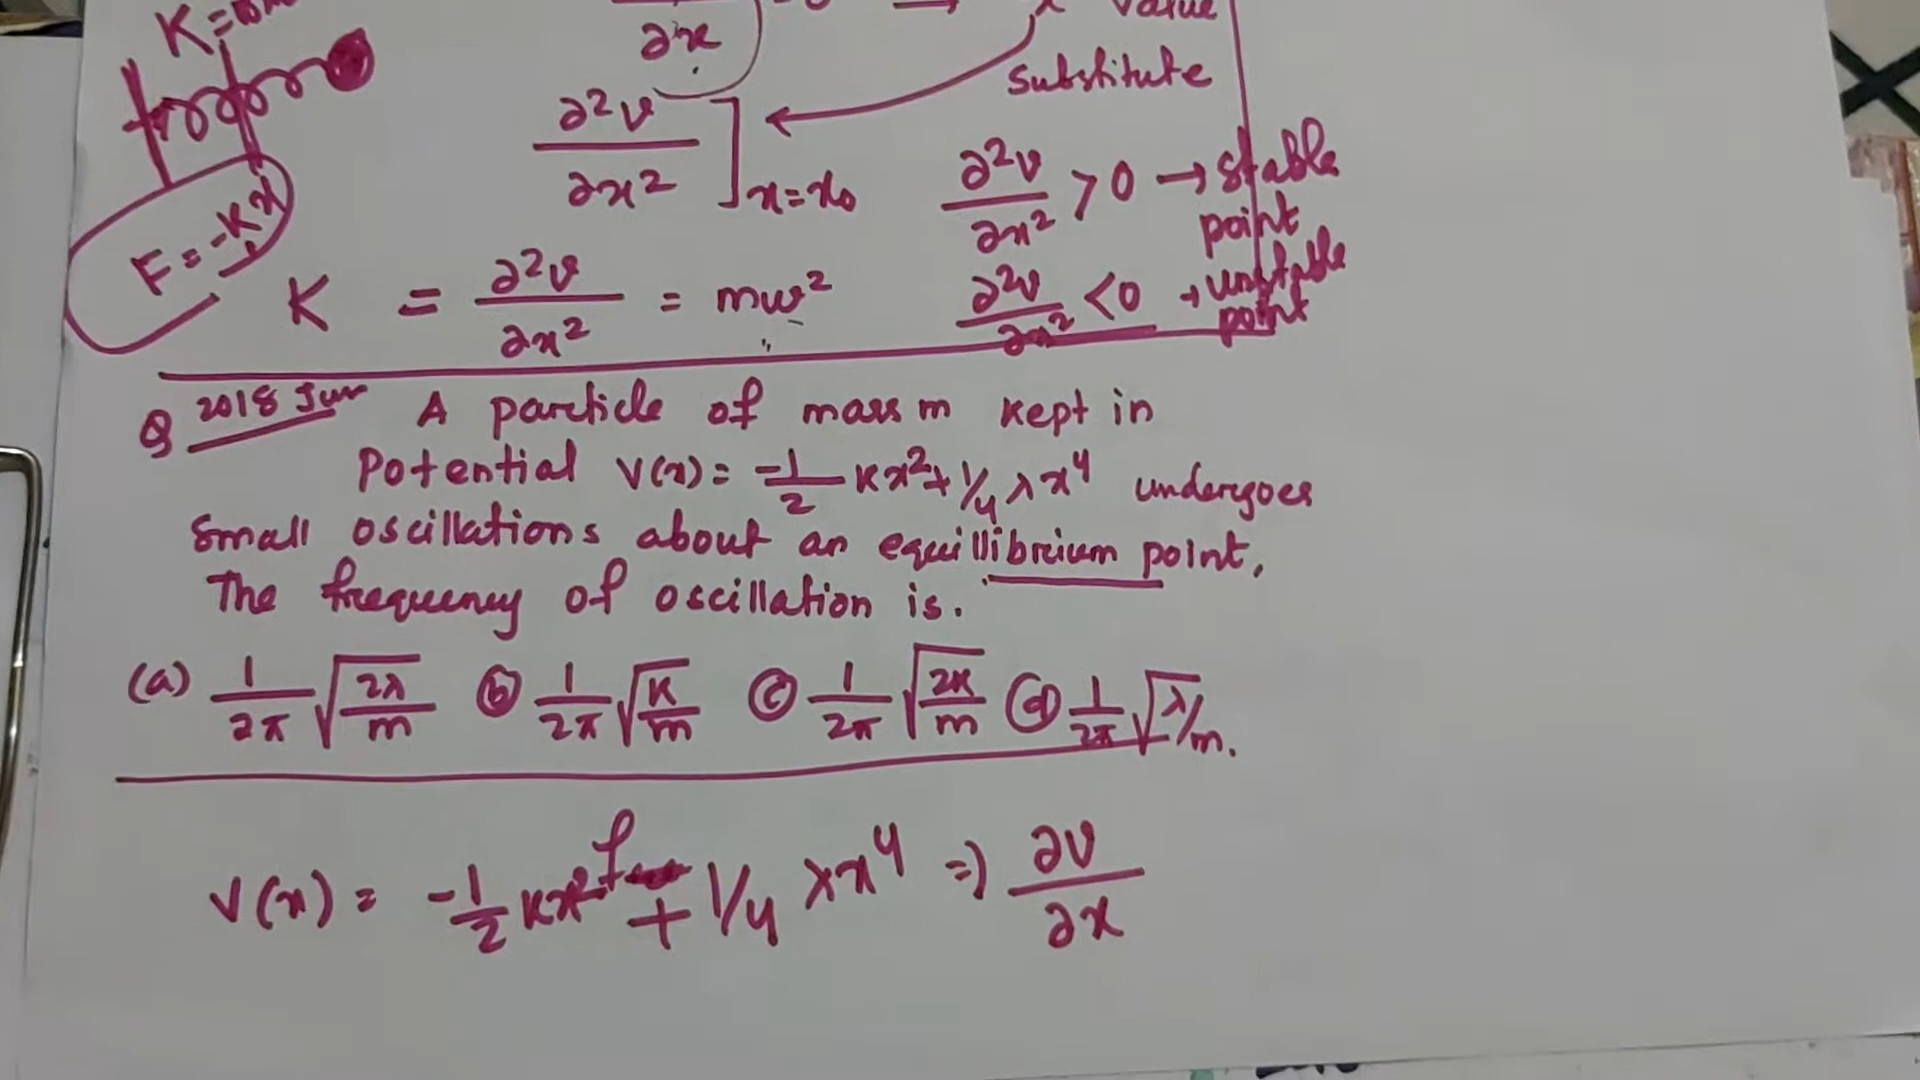 ∂x → x value
Substitute
∂²v/∂x² ]x=x₀
∂²v/∂x² > 0 → stable point
F = -Kx
K = ∂²v/∂x² = mω²
∂²v/∂x² < 0 → unstable point
Q 2018 Jun A particle of mass m kept in
Potential V(x) = -1/2 Kx² + 1/4 λx⁴ undergoes
Small oscillations about an equillibrium point,
The frequency of oscillation is.
(a) 1/2π √(2λ/m) (b) 1/2π √(K/m) (c) 1/2π √(2K/m) (d) 1/2π √(λ/m).
V(x) = -1/2 Kx² + 1/4 λx⁴ ⇒ ∂V/∂x